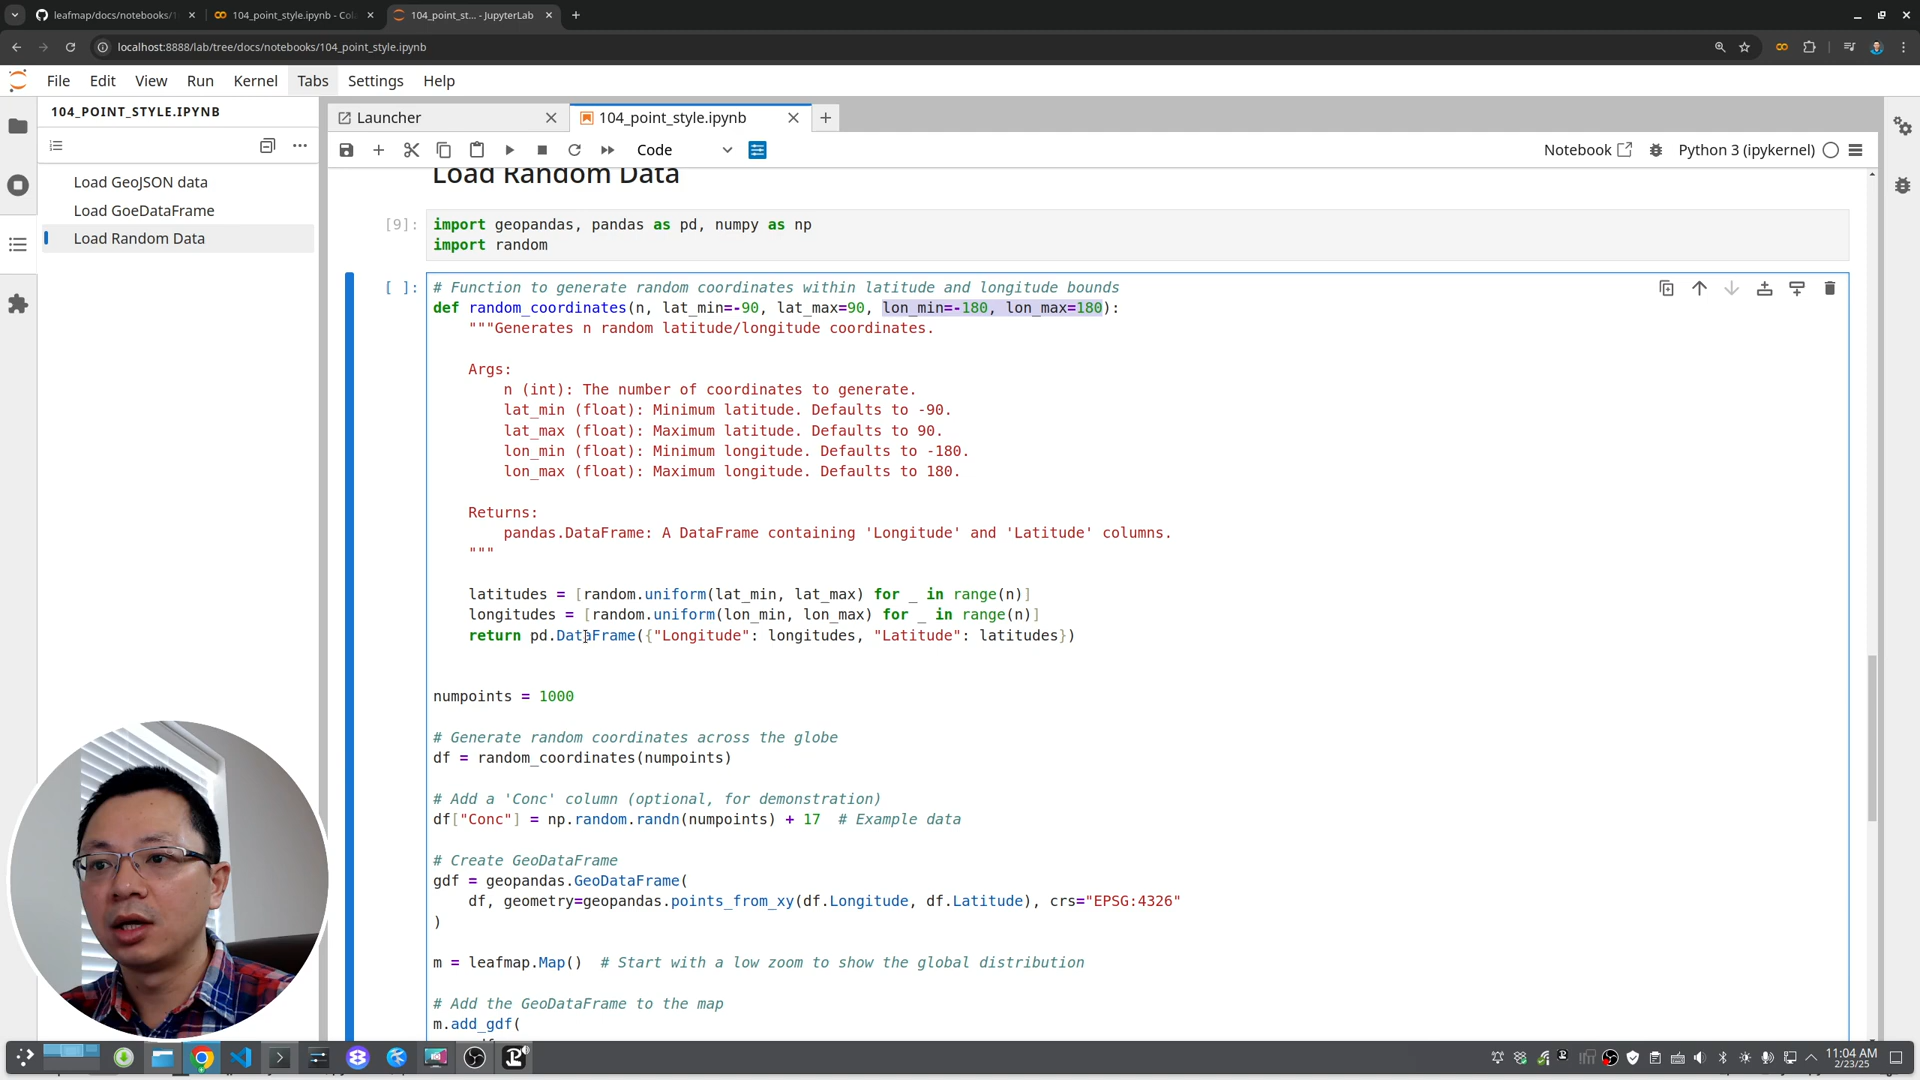 leafmap/docs/notebooks/1
104_point_style.ipynb - Col
104_point_st... - JupyterLab
localhost:8888/lab/tree/docs/notebooks/104_point_style.ipynb
File Edit View Run Kernel Tabs Settings Help
104_POINT_STYLE.IPYNB
Load GeoJSON data
Load GoeDataFrame
Load Random Data
Launcher
104_point_style.ipynb
Code
Notebook
Python 3 (ipykernel)
Load Random Data
[9]:
import geopandas, pandas as pd, numpy as np
import random
[ ]:
# Function to generate random coordinates within latitude and longitude bounds
def random_coordinates(n, lat_min=-90, lat_max=90, lon_min=-180, lon_max=180):
"""Generates n random latitude/longitude coordinates.
Args:
n (int): The number of coordinates to generate.
lat_min (float): Minimum latitude. Defaults to -90.
lat_max (float): Maximum latitude. Defaults to 90.
lon_min (float): Minimum longitude. Defaults to -180.
lon_max (float): Maximum longitude. Defaults to 180.
Returns:
pandas.DataFrame: A DataFrame containing 'Longitude' and 'Latitude' columns.
"""
latitudes = [random.uniform(lat_min, lat_max) for _ in range(n)]
longitudes = [random.uniform(lon_min, lon_max) for _ in range(n)]
return pd.DataFrame({"Longitude": longitudes, "Latitude": latitudes})
numpoints = 1000
# Generate random coordinates across the globe
df = random_coordinates(numpoints)
# Add a 'Conc' column (optional, for demonstration)
df["Conc"] = np.random.randn(numpoints) + 17  # Example data
# Create GeoDataFrame
gdf = geopandas.GeoDataFrame(
df, geometry=geopandas.points_from_xy(df.Longitude, df.Latitude), crs="EPSG:4326"
)
m = leafmap.Map()  # Start with a low zoom to show the global distribution
# Add the GeoDataFrame to the map
m.add_gdf(
11:04 AM
2/23/25